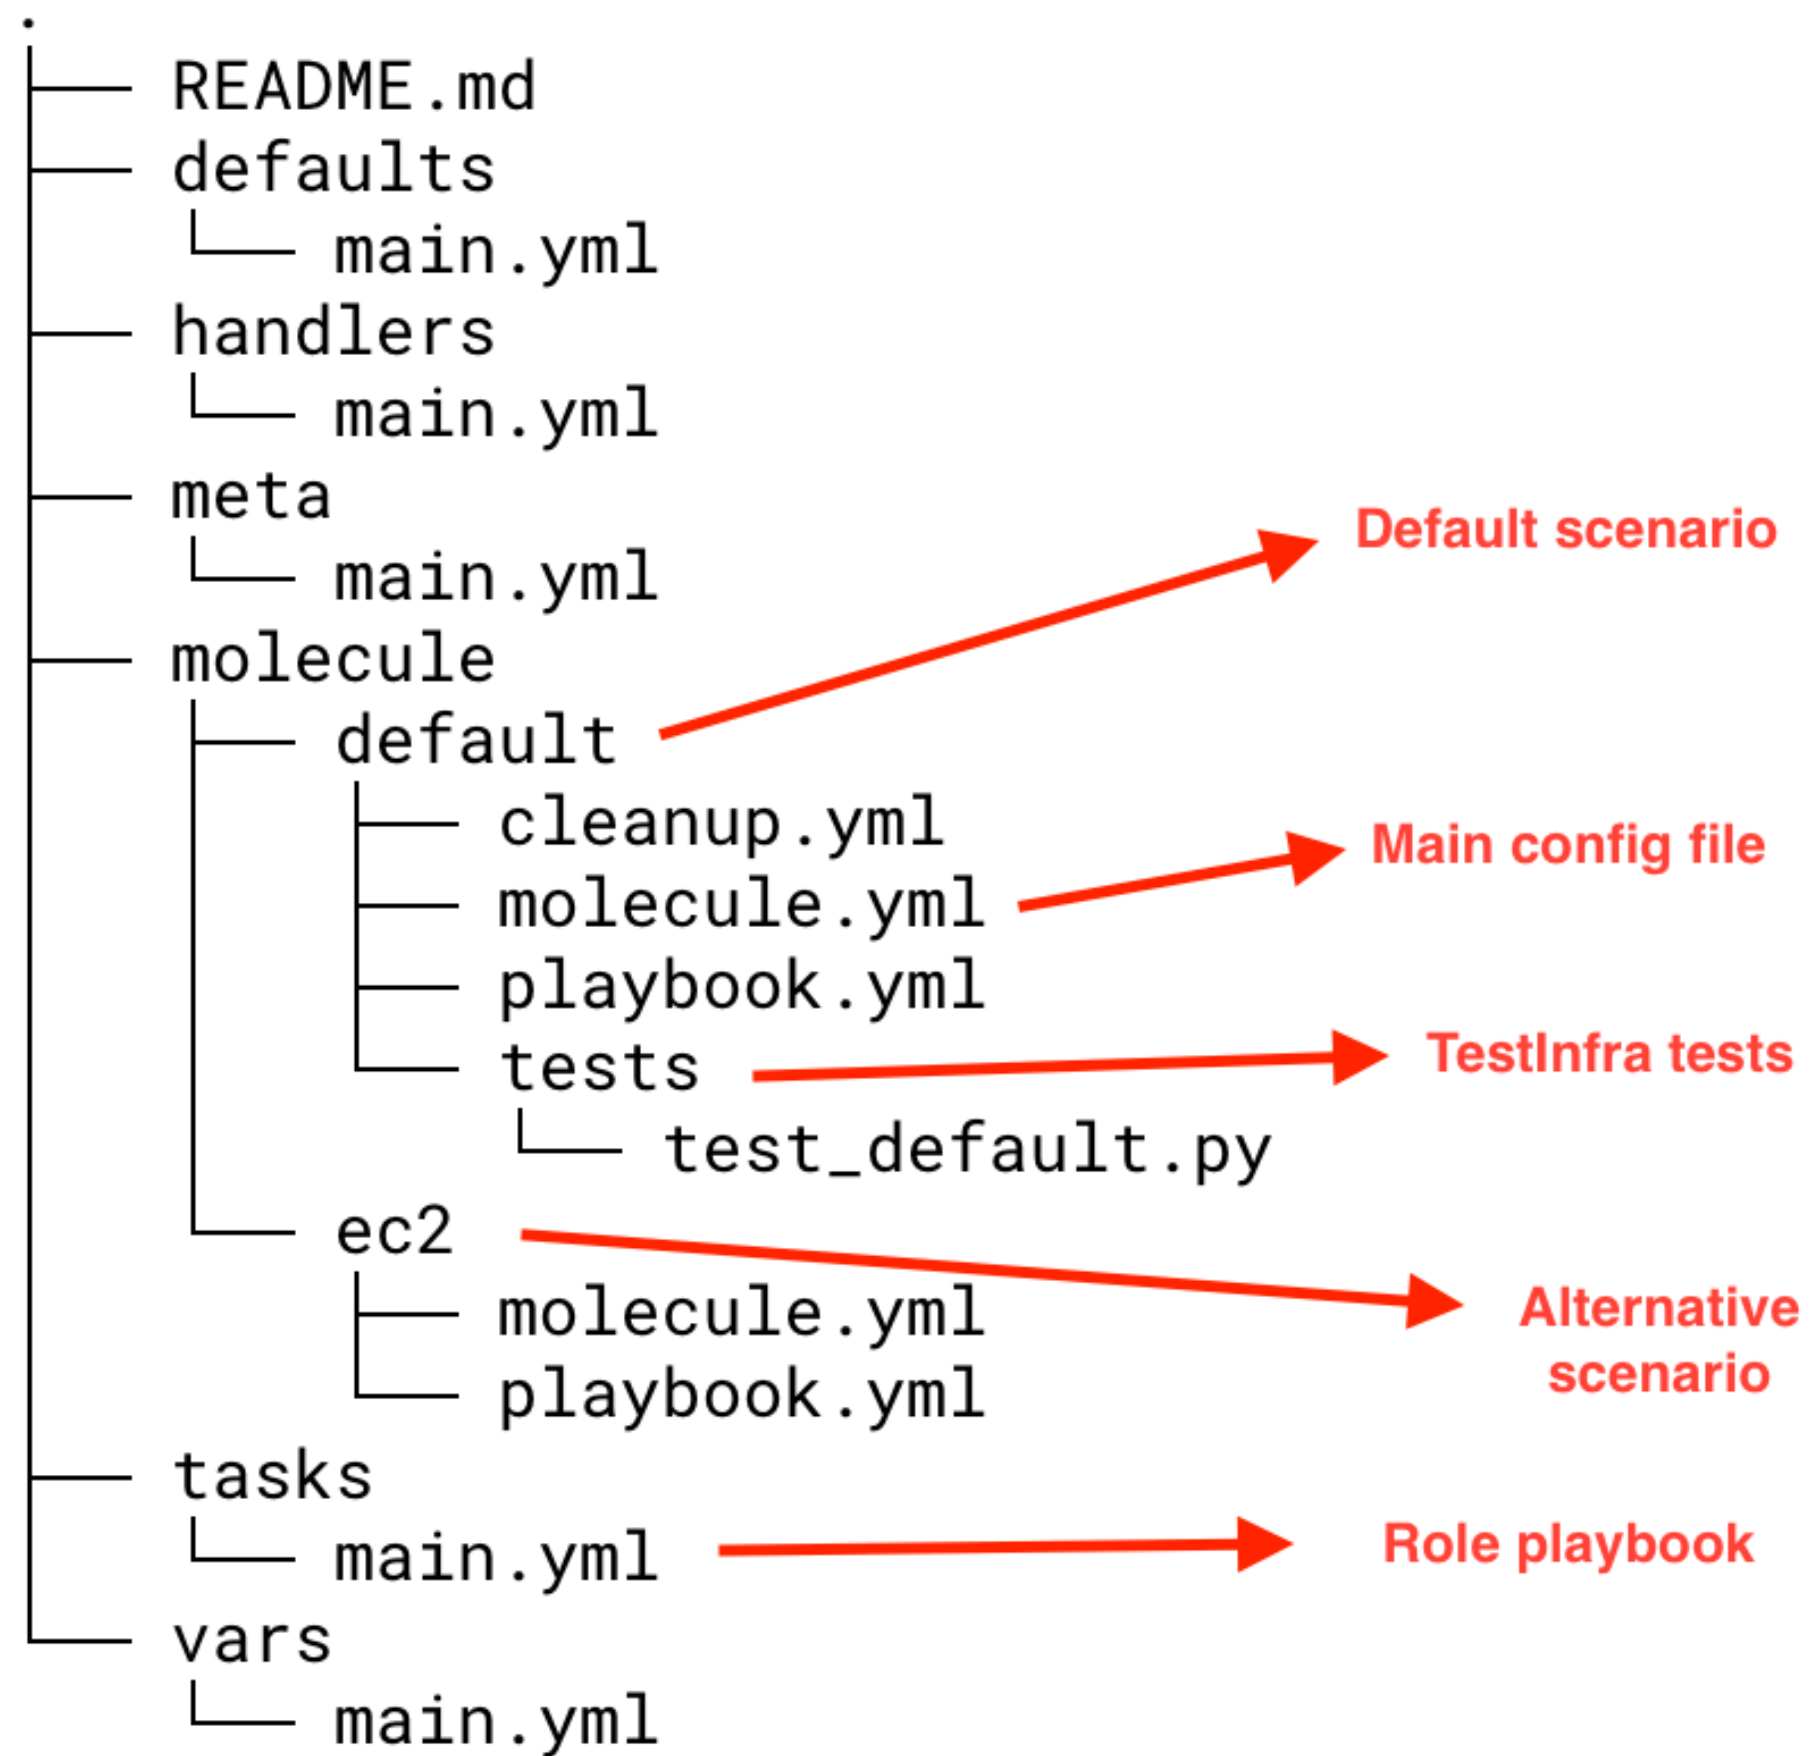 .
README.md
defaults
main.yml
handlers
main.yml
meta
main.yml
Default scenario
molecule
default
cleanup.yml
Main config file
molecule.yml
playbook.yml
TestInfra tests
tests
test_default.py
ec2
molecule.yml
Alternative
scenario
playbook.yml
tasks
main.yml
Role playbook
vars
main.yml